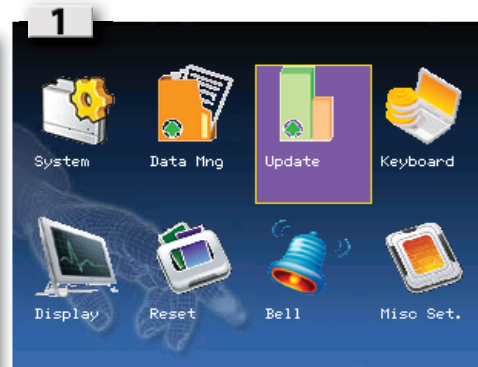 1
System Data Mng Update Keyboard
Display Reset Bell Misc Set.